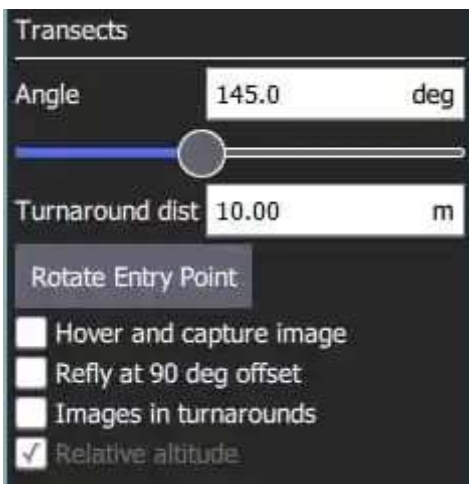 Transects
Angle 145.0 deg
Turnaround dist 10.00 m
Rotate Entry Point
Hover and capture image
Refly at 90 deg offset
Images in turnarounds
Relative altitude